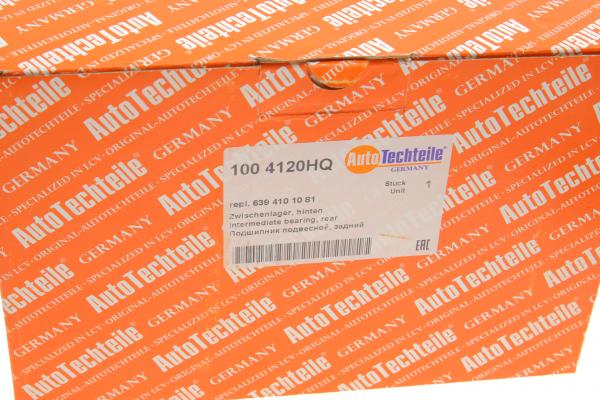 AutoTechteile
GERMANY
SPECIALIZED IN LCV - ORIGINAL-AUTOTECHTEILE
100 4120HQ
AutoTechteile
GERMANY
Stuck
Unit
1
repl. 639 410 10 81
Zwischenlager, hinten
Intermediate bearing, rear
Подшипник подвесной, задний
EAC